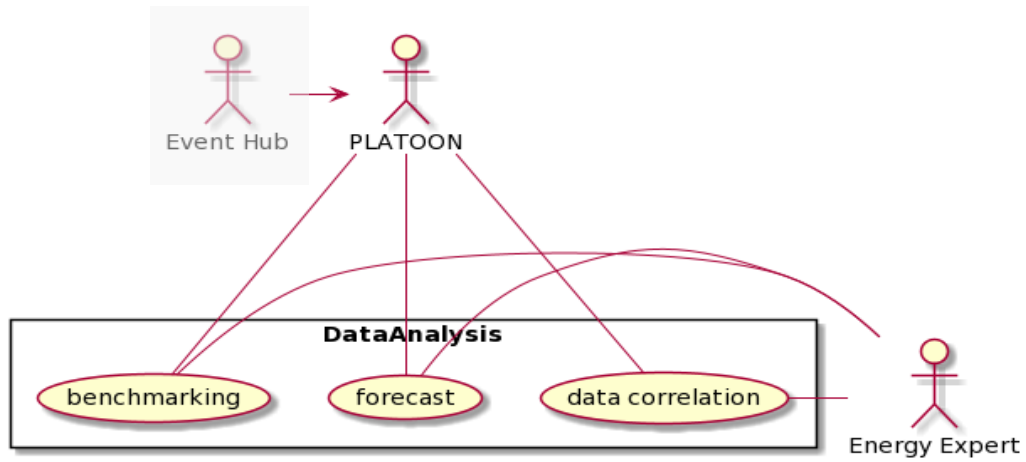 Event Hub
PLATOON
DataAnalysis
benchmarking
forecast
data correlation
Energy Expert